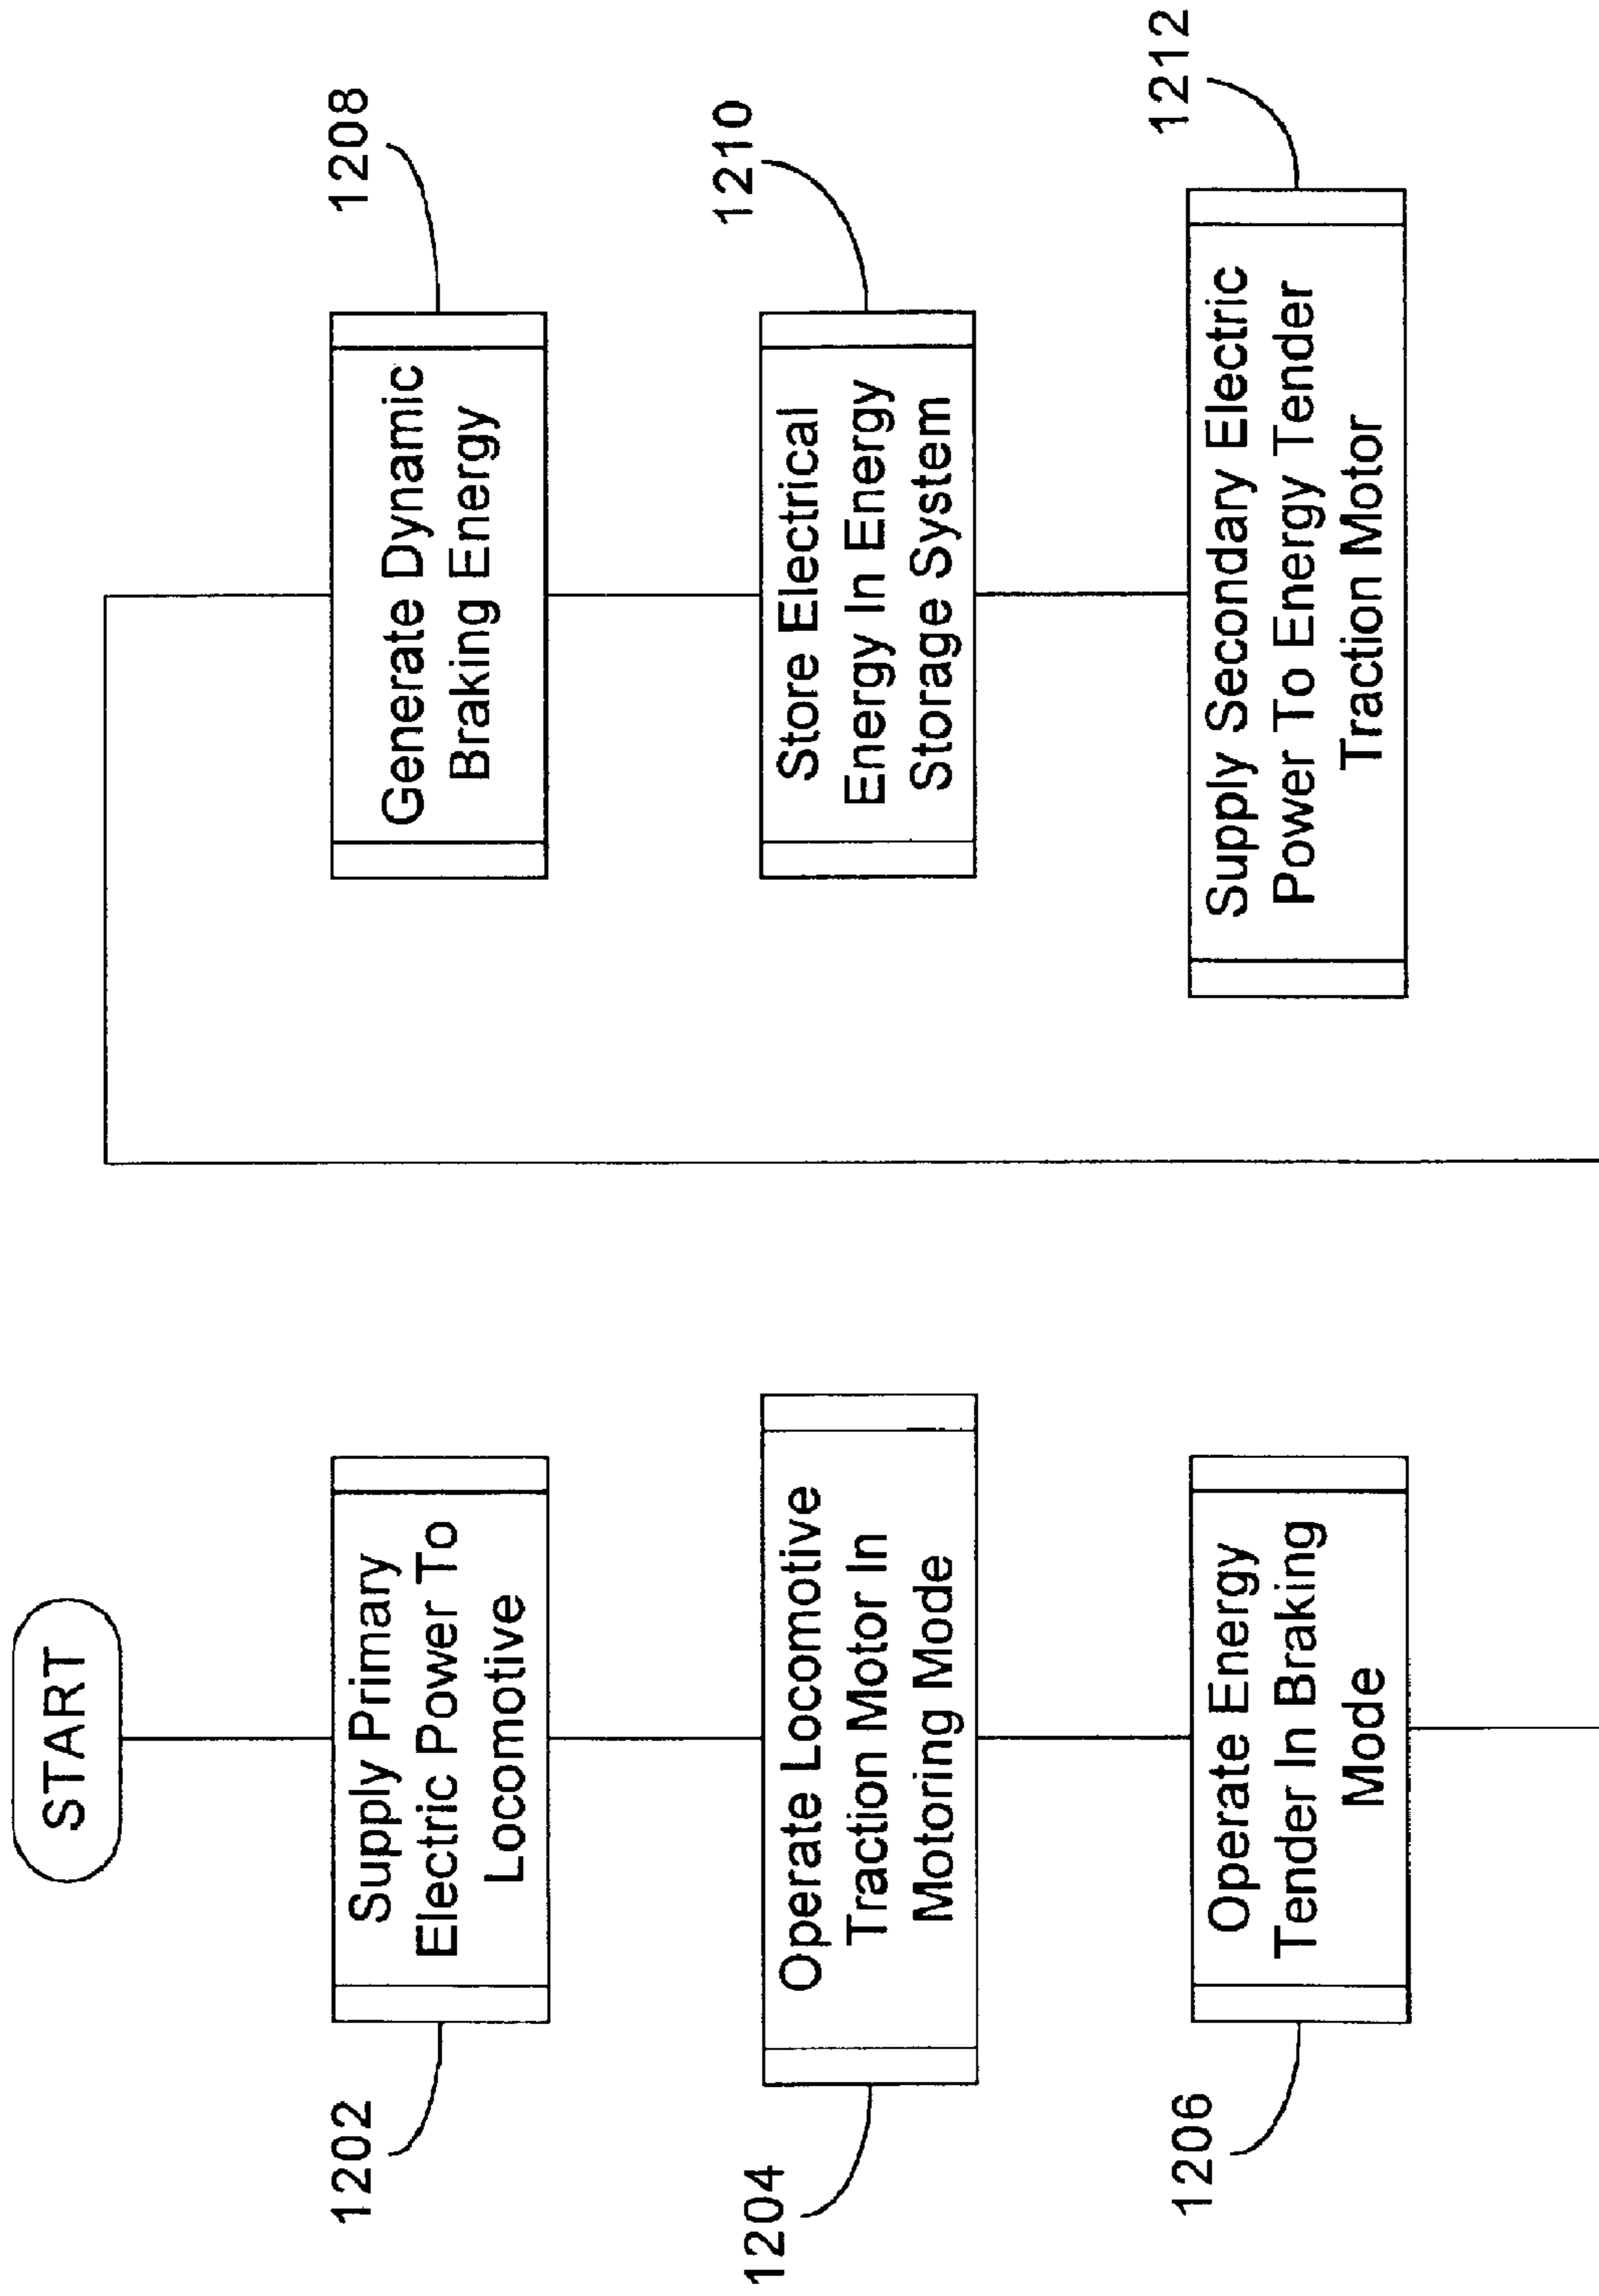 START
1202
Supply Primary
Electric Power To
Locomotive
1204
Operate Locomotive
Traction Motor In
Motoring Mode
1206
Operate Energy
Tender In Braking
Mode
1208
Generate Dynamic
Braking Energy
1210
Store Electrical
Energy In Energy
Storage System
1212
Supply Secondary Electric
Power To Energy Tender
Traction Motor